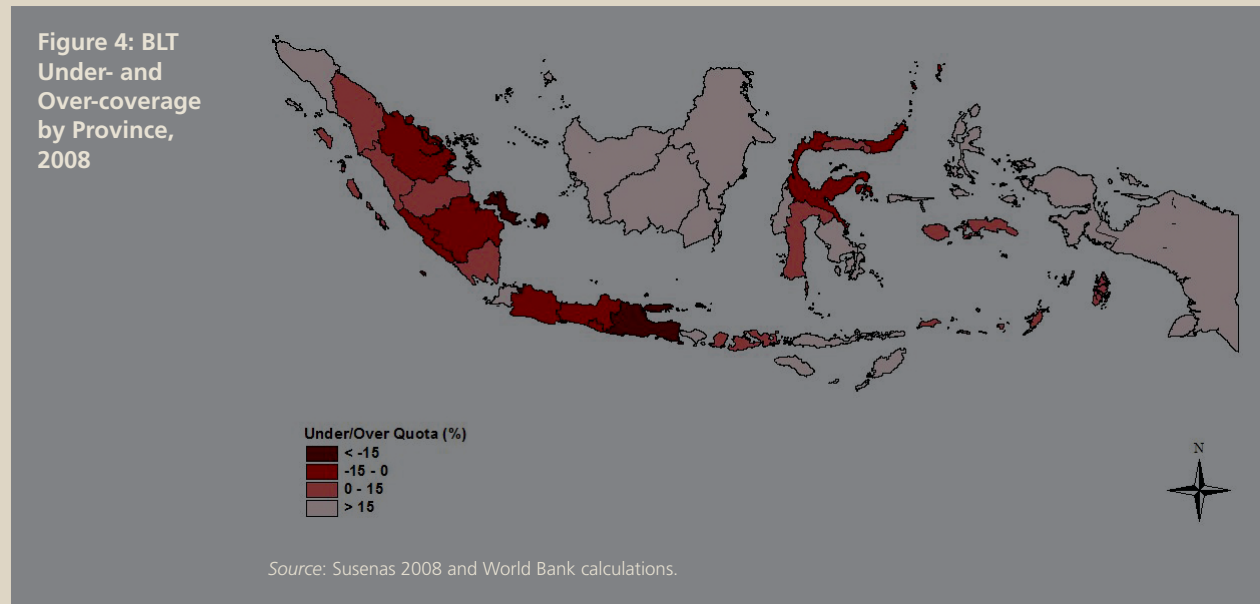 Figure 4: BLT
Under- and
Over-coverage
by Province,
2008
Under/Over Quota (%)
< -15
-15 - 0
0 - 15
> 15
N
Source: Susenas 2008 and World Bank calculations.